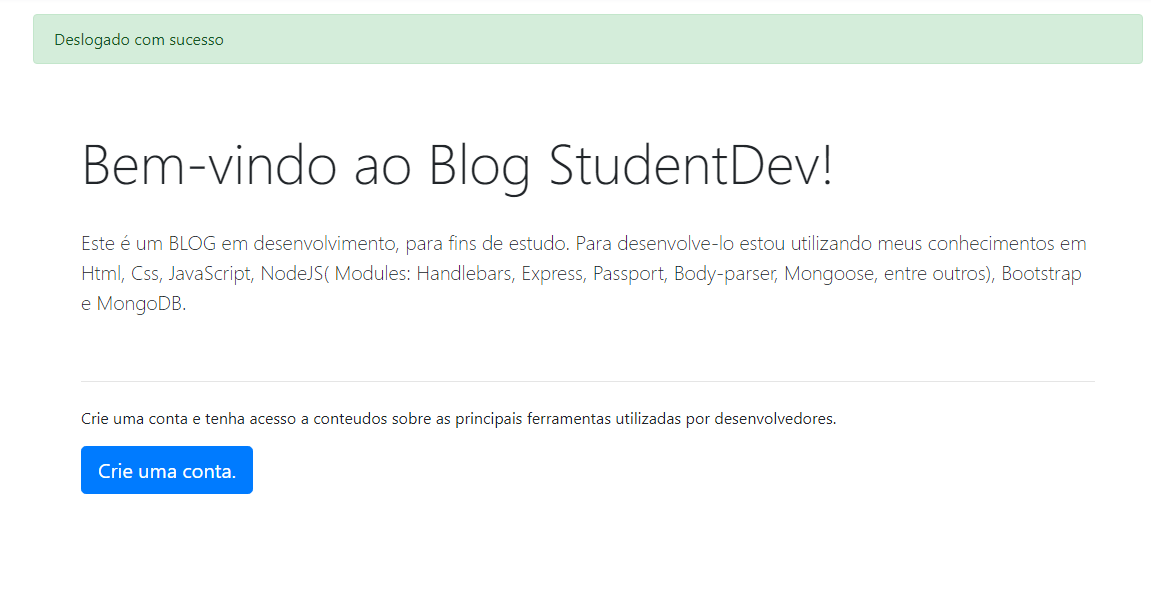 Deslogado com sucesso
Bem-vindo ao Blog StudentDev!
Este é um BLOG em desenvolvimento, para fins de estudo. Para desenvolve-lo estou utilizando meus conhecimentos em
Html, Css, JavaScript, NodeJS( Modules: Handlebars, Express, Passport, Body-parser, Mongoose, entre outros), Bootstrap
e MongoDB.
Crie uma conta e tenha acesso a conteudos sobre as principais ferramentas utilizadas por desenvolvedores.
Crie uma conta.